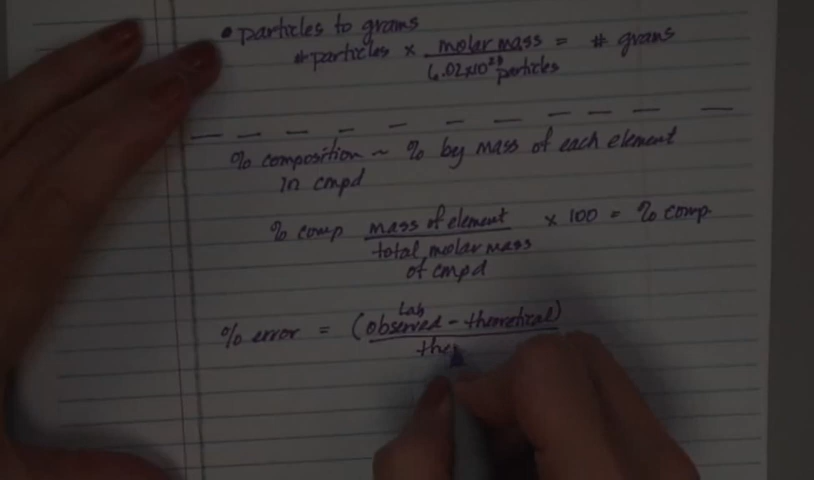 • particles to grams
# particles × molar mass = # grams
6.02x10²³ particles
% composition ~ % by mass of each element
in cmpd
% comp mass of element × 100 = % comp.
total molar mass
of cmpd
Lab
% error = (observed - theoretical)
the